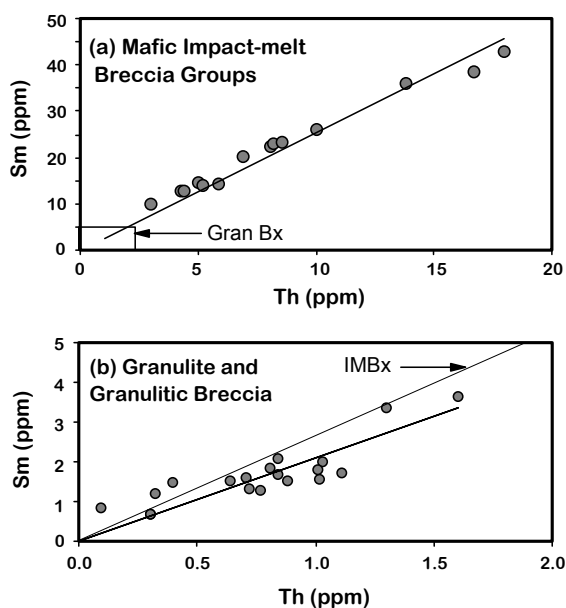 (a) Mafic Impact-melt
Breccia Groups
50
40
30
20
10
0
Sm (ppm)
Gran Bx
0
5
10
15
20
Th (ppm)
(b) Granulite and
Granulitic Breccia
IMBx
5
4
3
2
1
0
Sm (ppm)
0.0
0.5
1.0
1.5
2.0
Th (ppm)